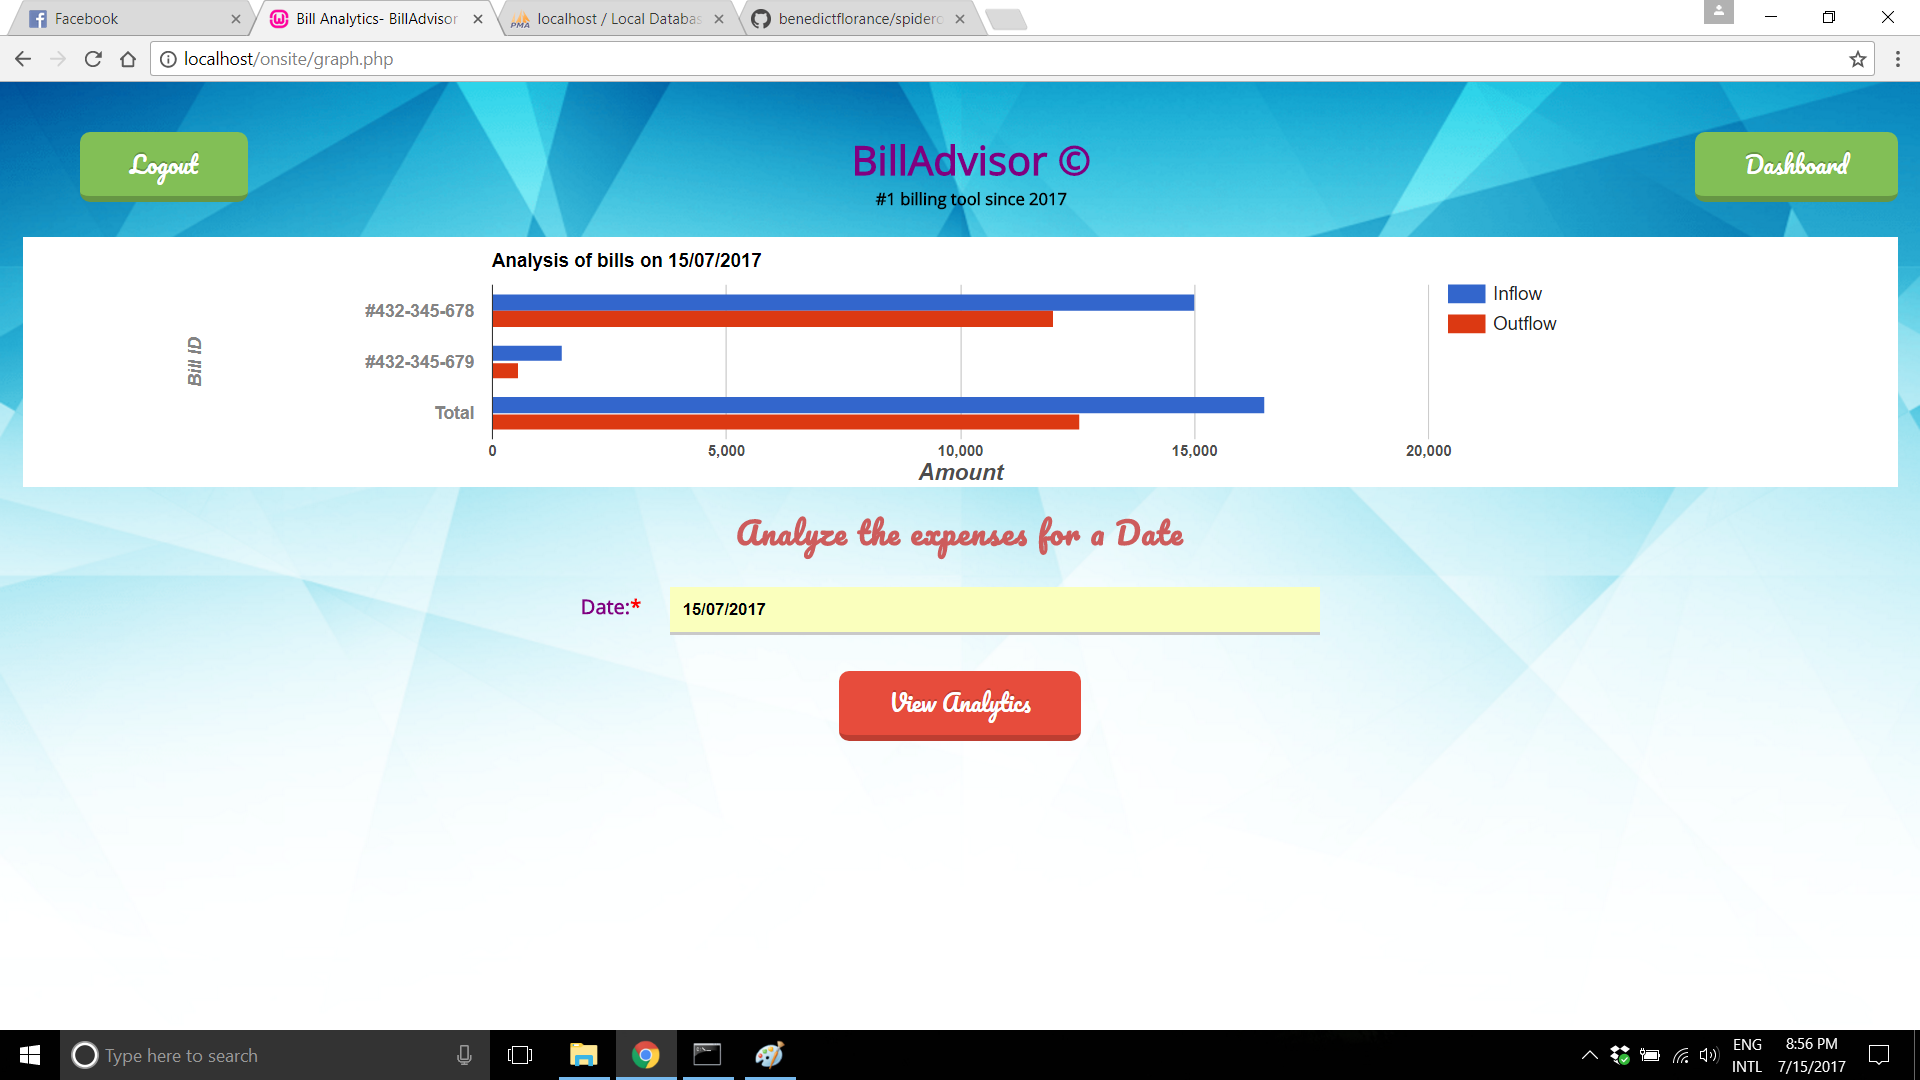 Facebook
Bill Analytics- BillAdvisor
localhost / Local Databas
benedictflorance/spiderc
localhost/onsite/graph.php
Logout
BillAdvisor ©
#1 billing tool since 2017
Dashboard
Analysis of bills on 15/07/2017
Inflow
Outflow
Bill ID
#432-345-678
#432-345-679
Total
0 5,000 10,000 15,000 20,000
Amount
Analyze the expenses for a Date
Date:*
15/07/2017
View Analytics
Type here to search
ENG
INTL
8:56 PM
7/15/2017